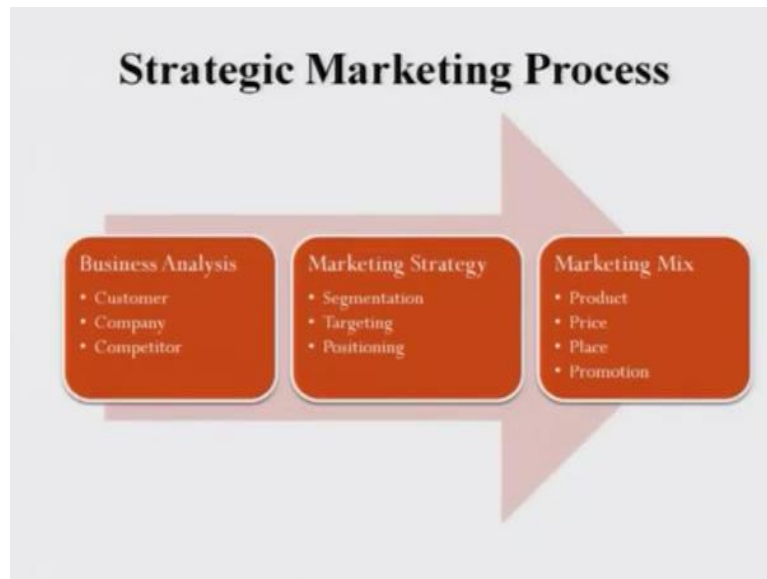 Strategic Marketing Process
Business Analysis
• Customer
• Company
• Competitor
Marketing Strategy
• Segmentation
• Targeting
• Positioning
Marketing Mix
• Product
• Price
• Place
• Promotion